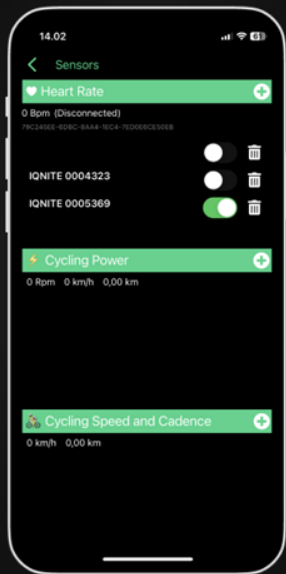 14.02
Sensors
Heart Rate
0 Bpm (Disconnected)
IQNITE 0004323
IQNITE 0005369
Cycling Power
0 Rpm 0 km/h 0,00 km
Cycling Speed and Cadence
0 km/h 0,00 km